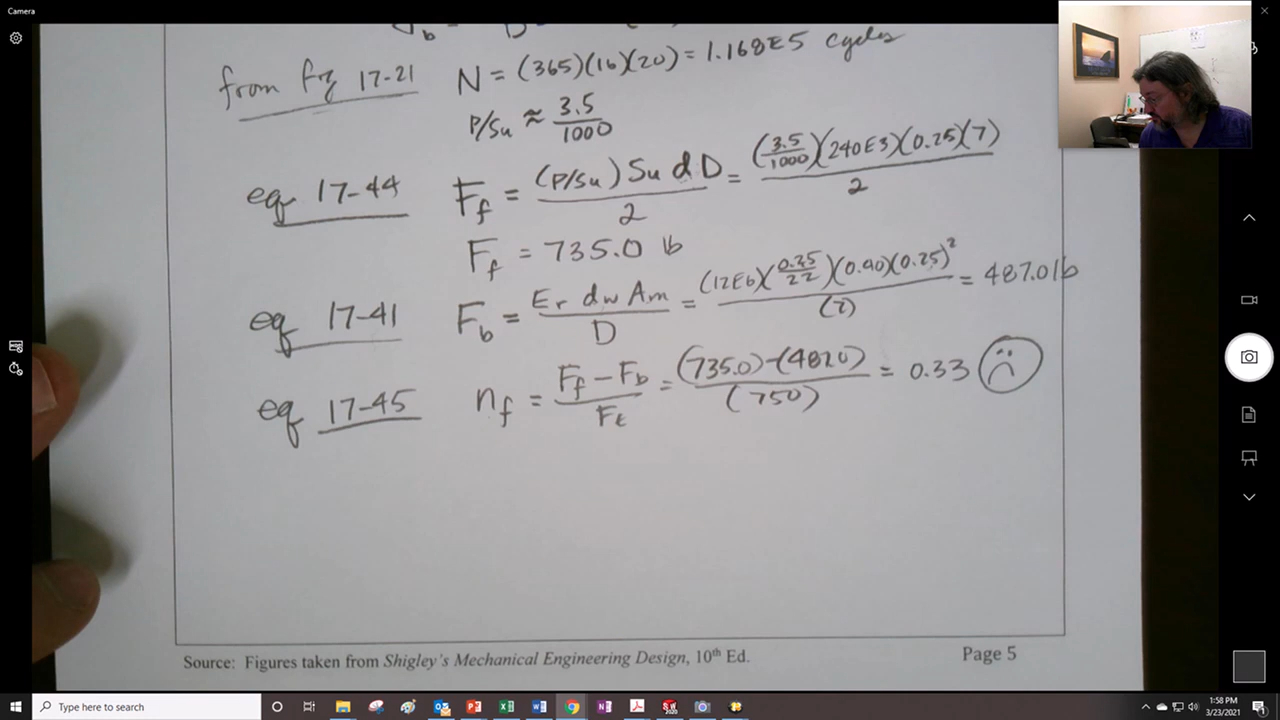 Camera
from fig 17-21 N = (365)(16)(20) = 1.168E5 cycles
P/Su ≈ 3.5/1000
eq 17-44 Ff = (P/Su) Su d D / 2 = (3.5/1000)(240E3)(0.25)(7) / 2
Ff = 735.0 lb
eq 17-41 Fb = Er dw Am / D = (12E6)(0.25/22)(0.40)(0.25)² / (7) = 487.0 lb
eq 17-45 nf = Ff - Fb / Ft = (735.0)-(487.0) / (750) = 0.33
Source: Figures taken from Shigley's Mechanical Engineering Design, 10th Ed.
Page 5
Type here to search
1:58 PM
3/23/2021